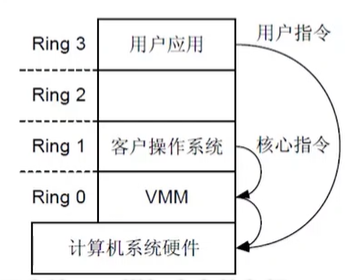 Ring 3 用户应用 用户指令
Ring 2
Ring 1 客户操作系统 核心指令
Ring 0 VMM
计算机系统硬件